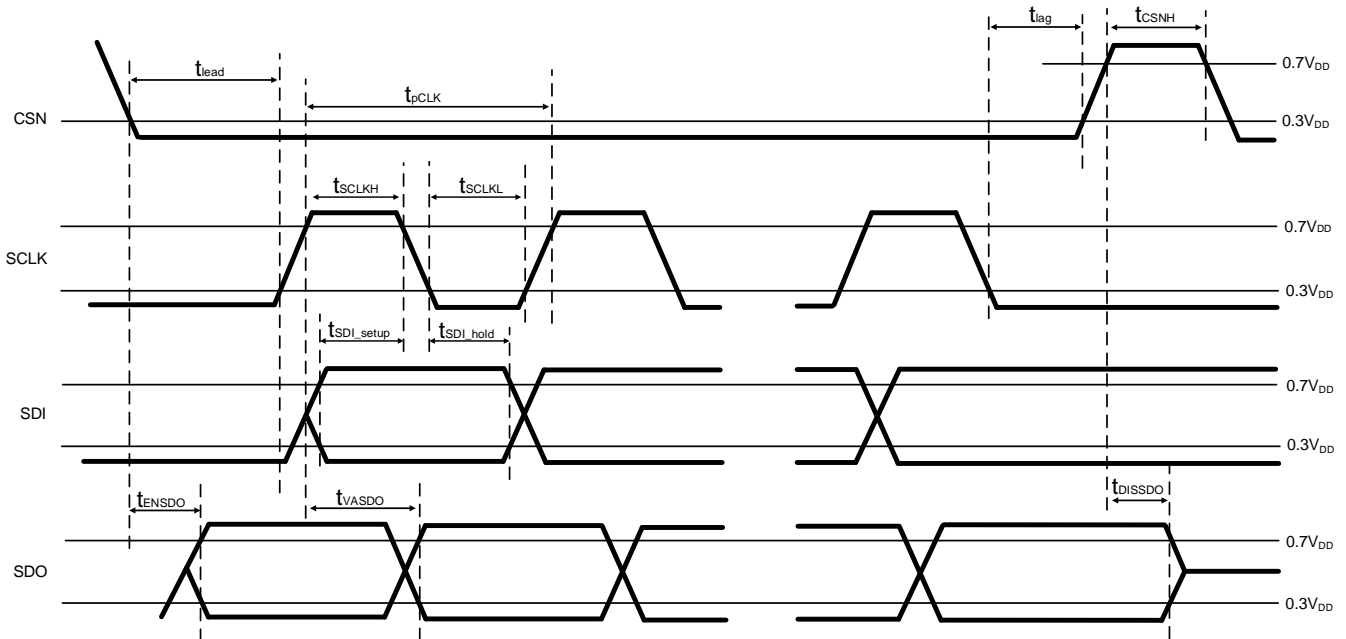 tlag
tCSNH
tlead
0.7VDD
tpCLK
CSN
0.3VDD
tSCLKH
tSCLKL
0.7VDD
SCLK
0.3VDD
tSDI_setup
tSDI_hold
0.7VDD
SDI
0.3VDD
tENSDO
tVASDO
tDISSDO
0.7VDD
SDO
0.3VDD